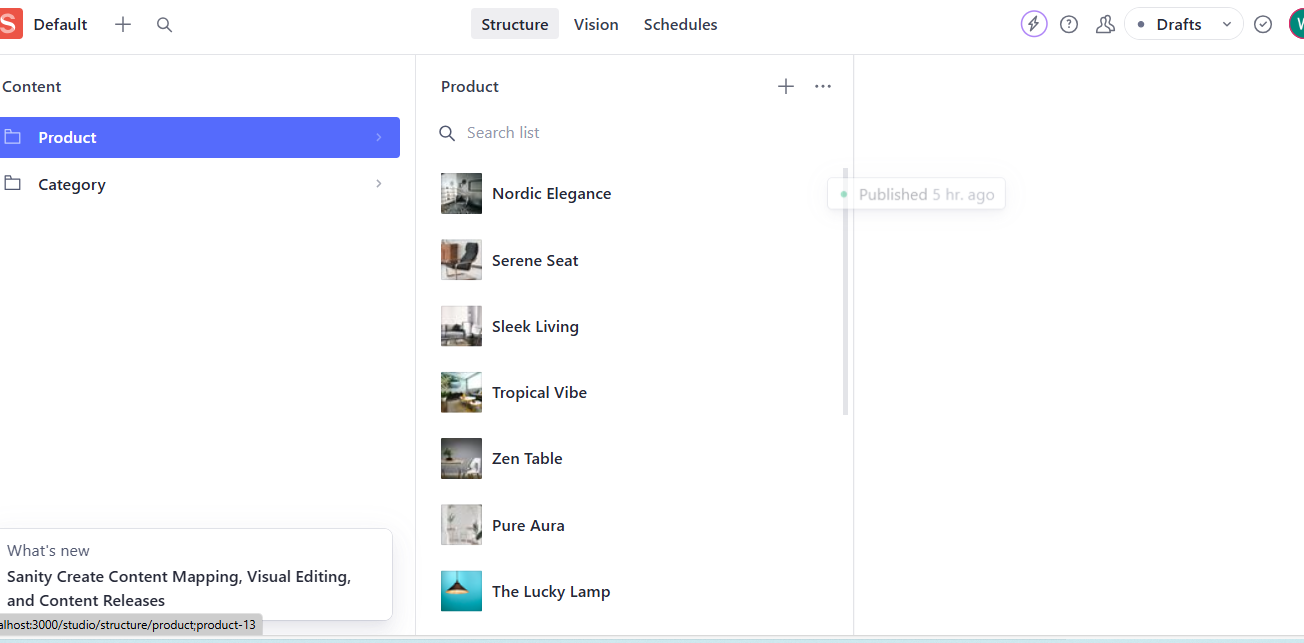 S Default
Structure Vision Schedules
Drafts
W
Content
Product
Category
Product
Search list
Nordic Elegance
Published 5 hr. ago
Serene Seat
Sleek Living
Tropical Vibe
Zen Table
Pure Aura
The Lucky Lamp
What's new
Sanity Create Content Mapping, Visual Editing,
and Content Releases
alhost:3000/studio/structure/product;product-13